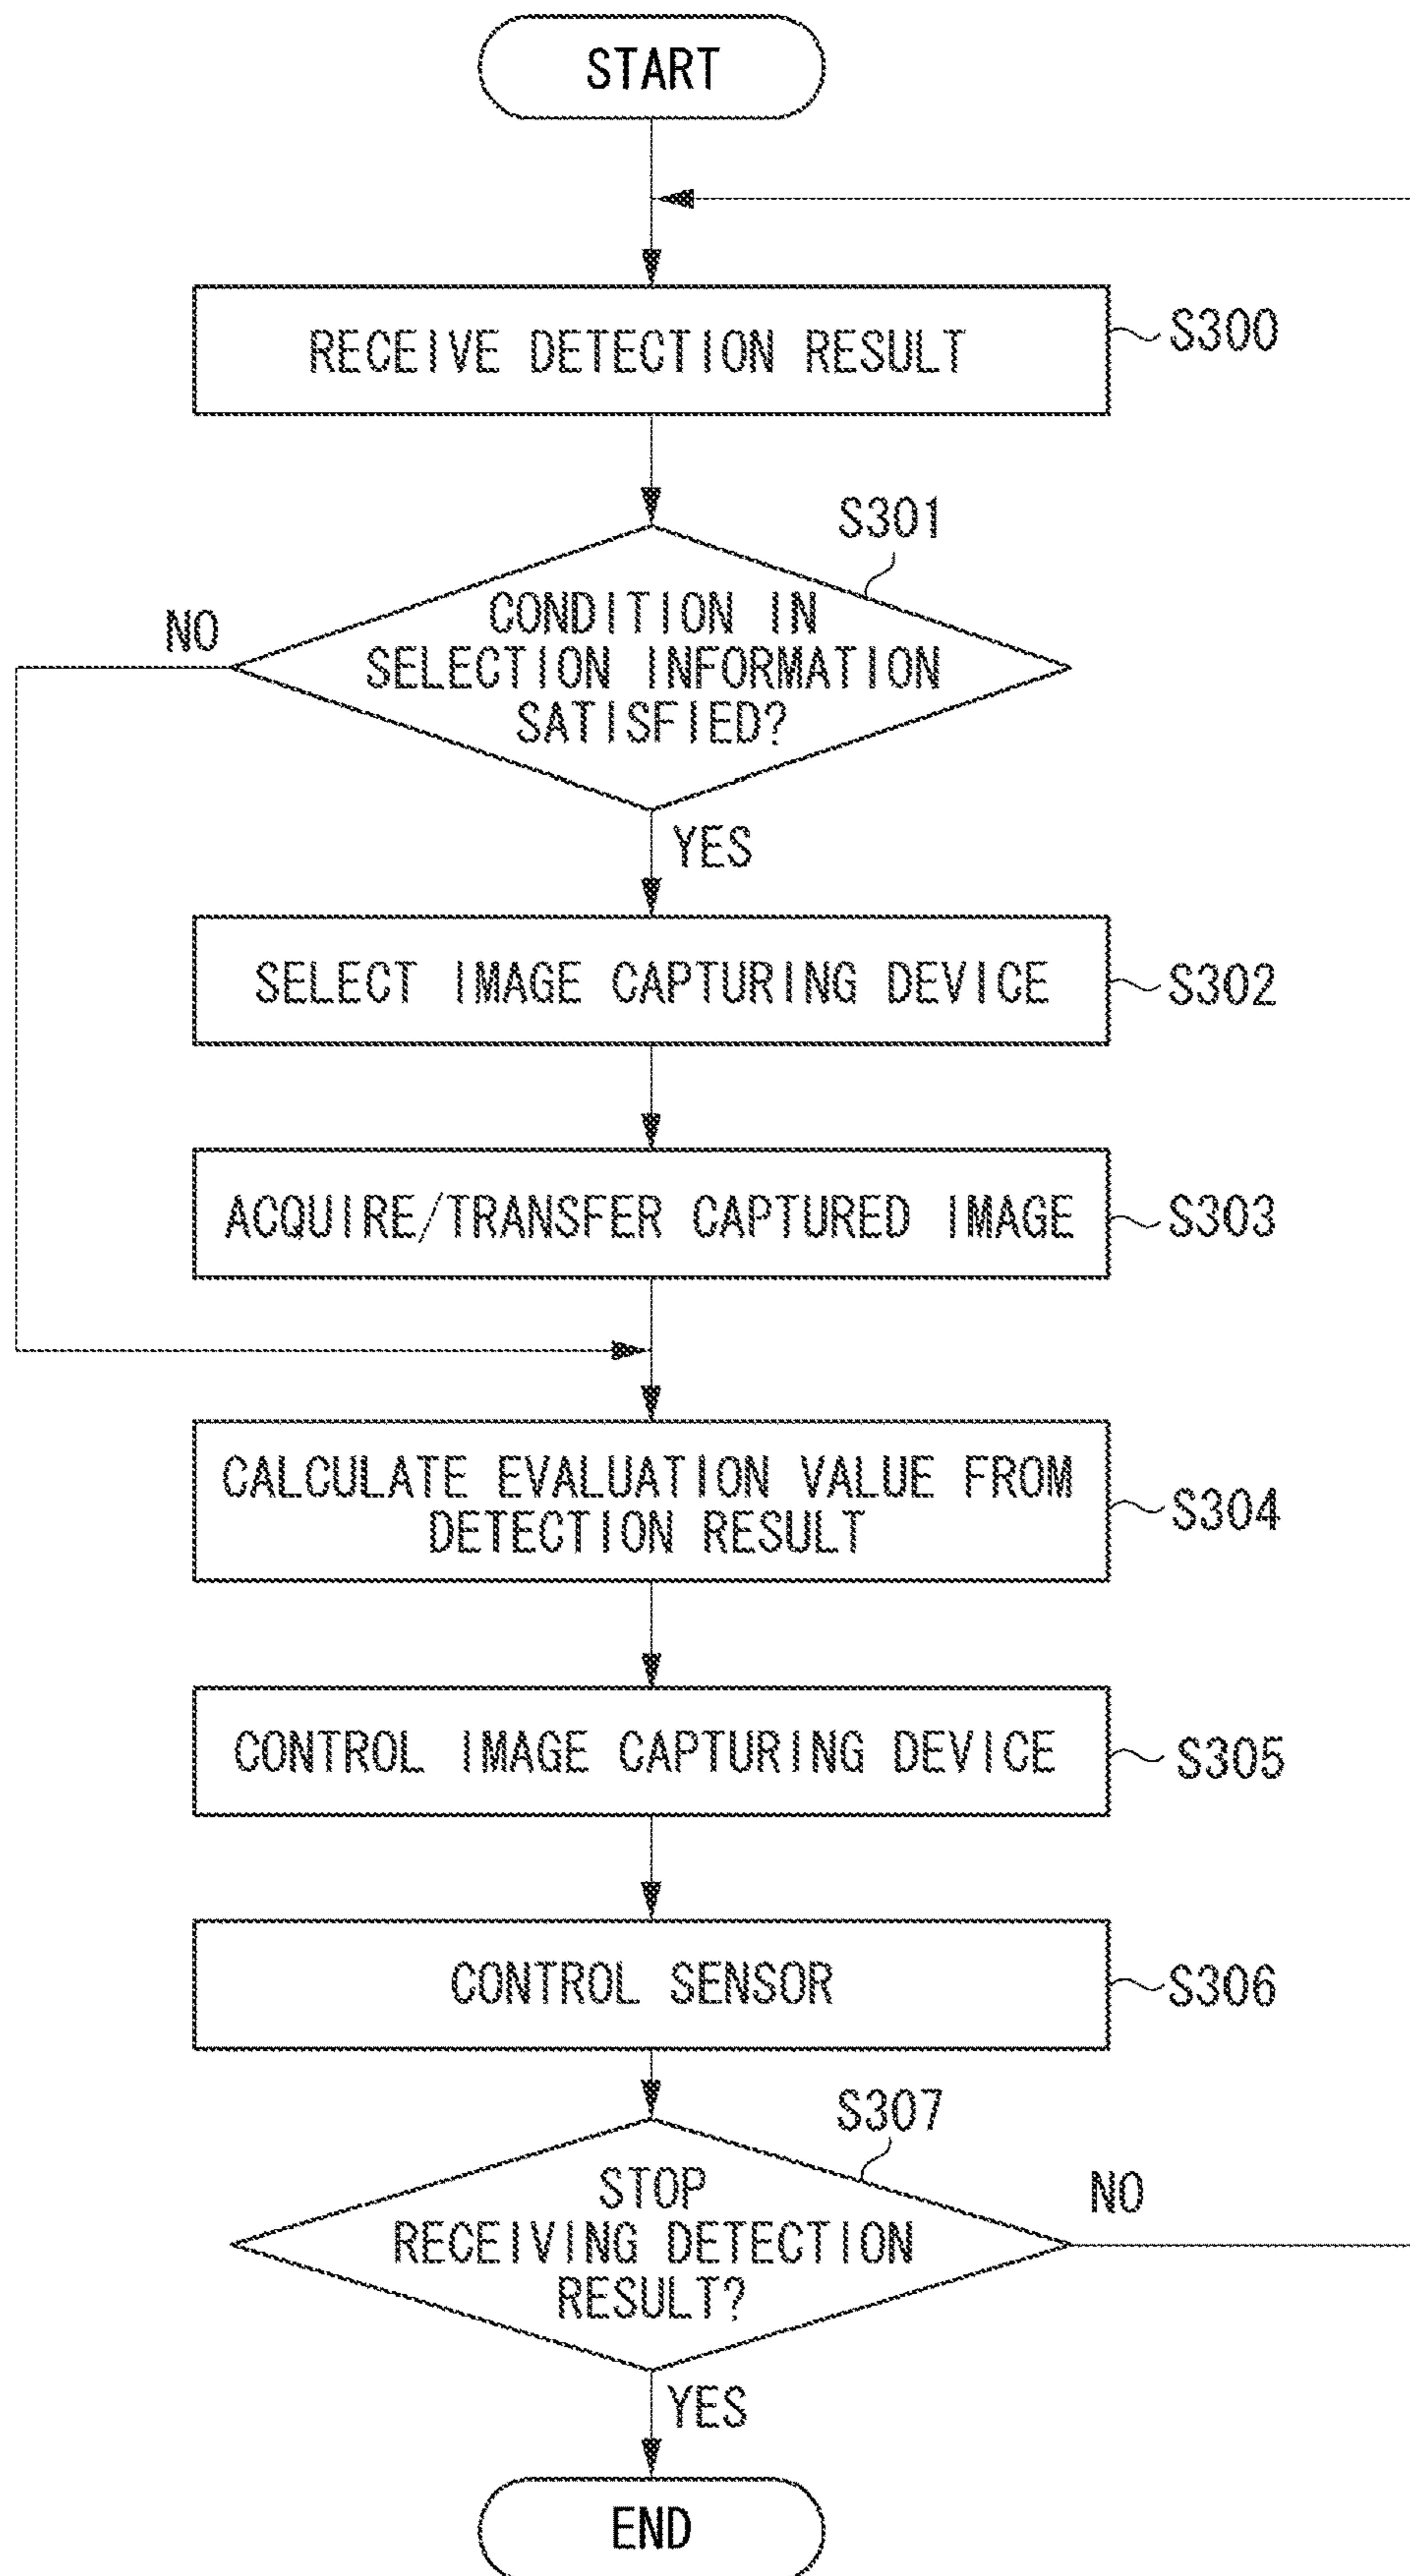 START
RECEIVE DETECTION RESULT
S300
S301
NO
CONDITION IN
SELECTION INFORMATION
SATISFIED?
YES
SELECT IMAGE CAPTURING DEVICE
S302
ACQUIRE/TRANSFER CAPTURED IMAGE
S303
CALCULATE EVALUATION VALUE FROM
DETECTION RESULT
S304
CONTROL IMAGE CAPTURING DEVICE
S305
CONTROL SENSOR
S306
S307
STOP
RECEIVING DETECTION
RESULT?
NO
YES
END